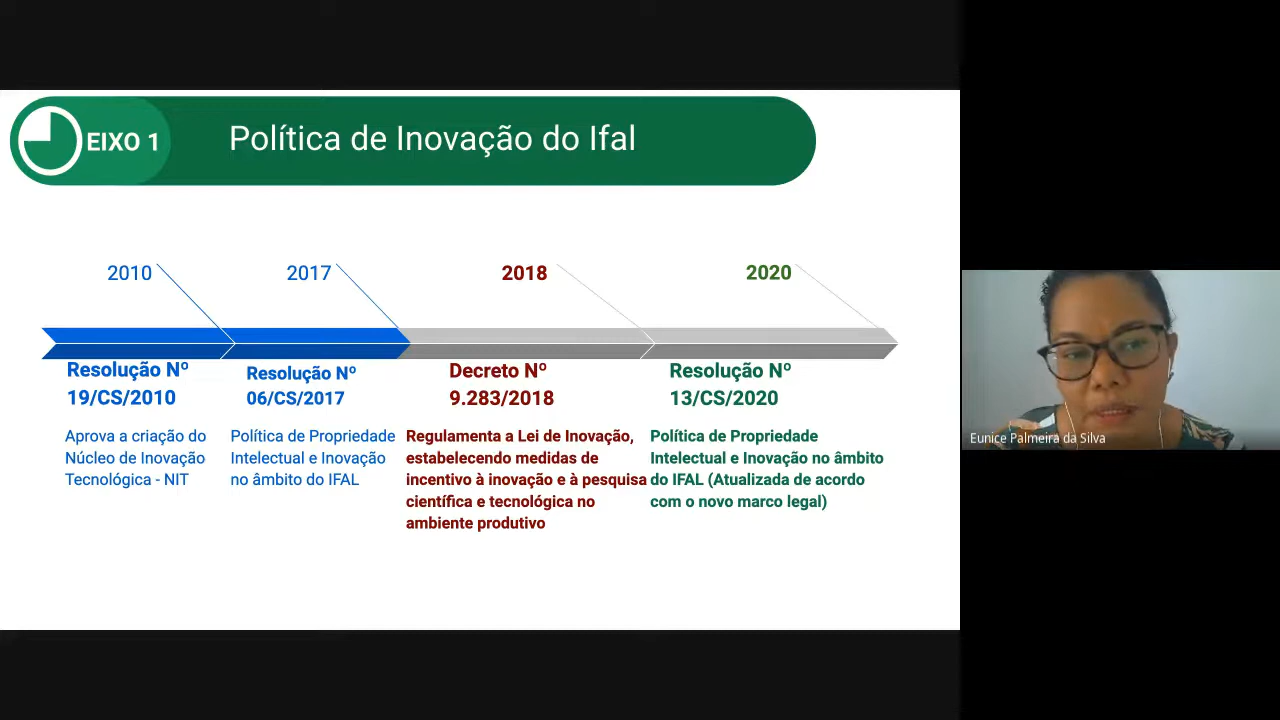 EIXO 1
Política de Inovação do Ifal
2010
2017
2018
2020
Resolução Nº
19/CS/2010
Aprova a criação do
Núcleo de Inovação
Tecnológica - NIT
Resolução Nº
06/CS/2017
Política de Propriedade
Intelectual e Inovação
no âmbito do IFAL
Decreto Nº
9.283/2018
Regulamenta a Lei de Inovação,
estabelecendo medidas de
incentivo à inovação e à pesquisa
científica e tecnológica no
ambiente produtivo
Resolução Nº
13/CS/2020
Política de Propriedade
Intelectual e Inovação no âmbito
do IFAL (Atualizada de acordo
com o novo marco legal)
Eunice Palmeira da Silva